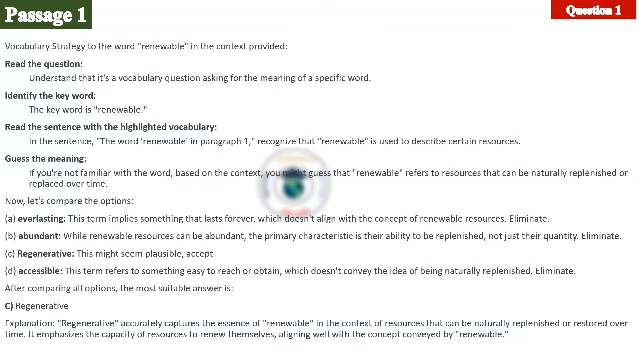 Passage 1
Question 1
Vocabulary Strategy to the word "renewable" in the context provided:
Read the question:
Understand that it's a vocabulary question asking for the meaning of a specific word.
Identify the key word:
The key word is "renewable."
Read the sentence with the highlighted vocabulary:
In the sentence, "The word 'renewable' in paragraph 1," recognize that "renewable" is used to describe certain resources.
Guess the meaning:
If you're not familiar with the word, based on the context, you might guess that "renewable" refers to resources that can be naturally replenished or
replaced over time.
Now, let's compare the options:
(a) everlasting: This term implies something that lasts forever, which doesn't align with the concept of renewable resources. Eliminate.
(b) abundant: While renewable resources can be abundant, the primary characteristic is their ability to be replenished, not just their quantity. Eliminate.
(c) Regenerative: This might seem plausible, accept
(d) accessible: This term refers to something easy to reach or obtain, which doesn't convey the idea of being naturally replenished. Eliminate.
After comparing all options, the most suitable answer is:
C) Regenerative
Explanation: "Regenerative" accurately captures the essence of "renewable" in the context of resources that can be naturally replenished or restored over
time. It emphasizes the capacity of resources to renew themselves, aligning well with the concept conveyed by "renewable."